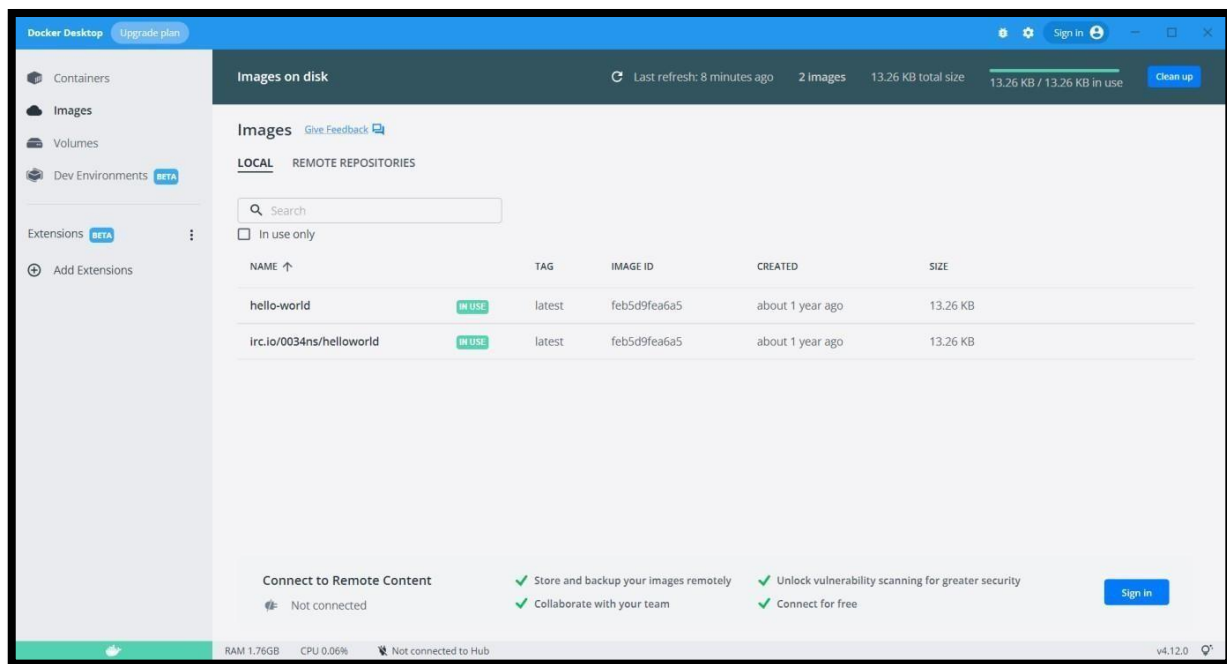 Docker Desktop Upgrade plan Sign in
Containers
Images
Volumes
Dev Environments BETA
Extensions BETA
Add Extensions
Images on disk Last refresh: 8 minutes ago 2 images 13.26 KB total size 13.26 KB / 13.26 KB in use Clean up
Images Give Feedback
LOCAL REMOTE REPOSITORIES
Search
In use only
NAME TAG IMAGE ID CREATED SIZE
hello-world IN USE latest feb5d9fea6a5 about 1 year ago 13.26 KB
irc.io/0034ns/helloworld IN USE latest feb5d9fea6a5 about 1 year ago 13.26 KB
Connect to Remote Content
Not connected
Store and backup your images remotely
Unlock vulnerability scanning for greater security
Collaborate with your team
Connect for free
Sign in
RAM 1.76GB CPU 0.06% Not connected to Hub v4.12.0